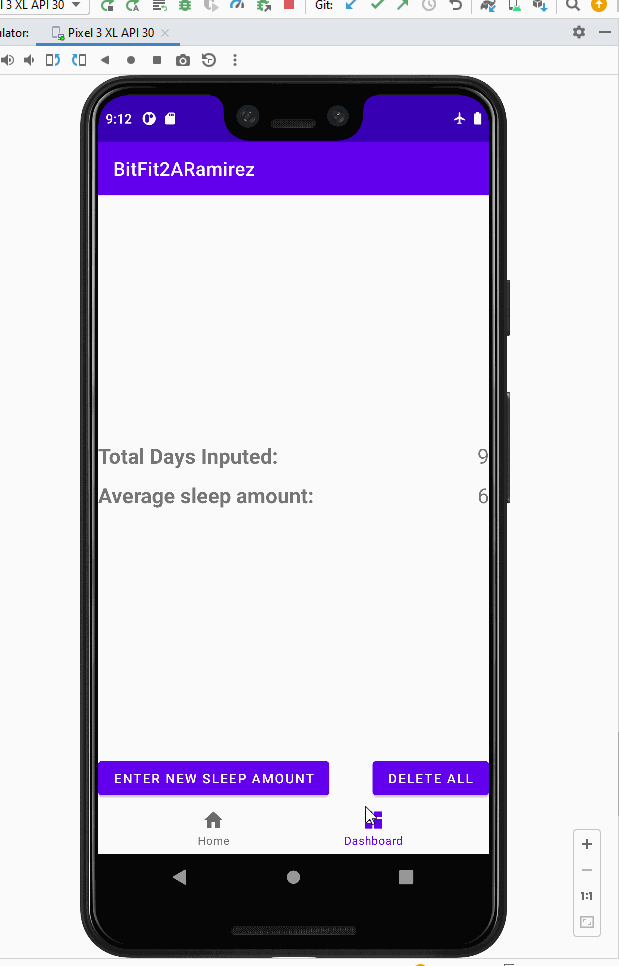 l 3 XL API 30
Git:
ulator:
Pixel 3 XL API 30
9:12
BitFit2ARamirez
Total Days Inputed:
9
Average sleep amount:
6
ENTER NEW SLEEP AMOUNT
DELETE ALL
Home
Dashboard
1:1